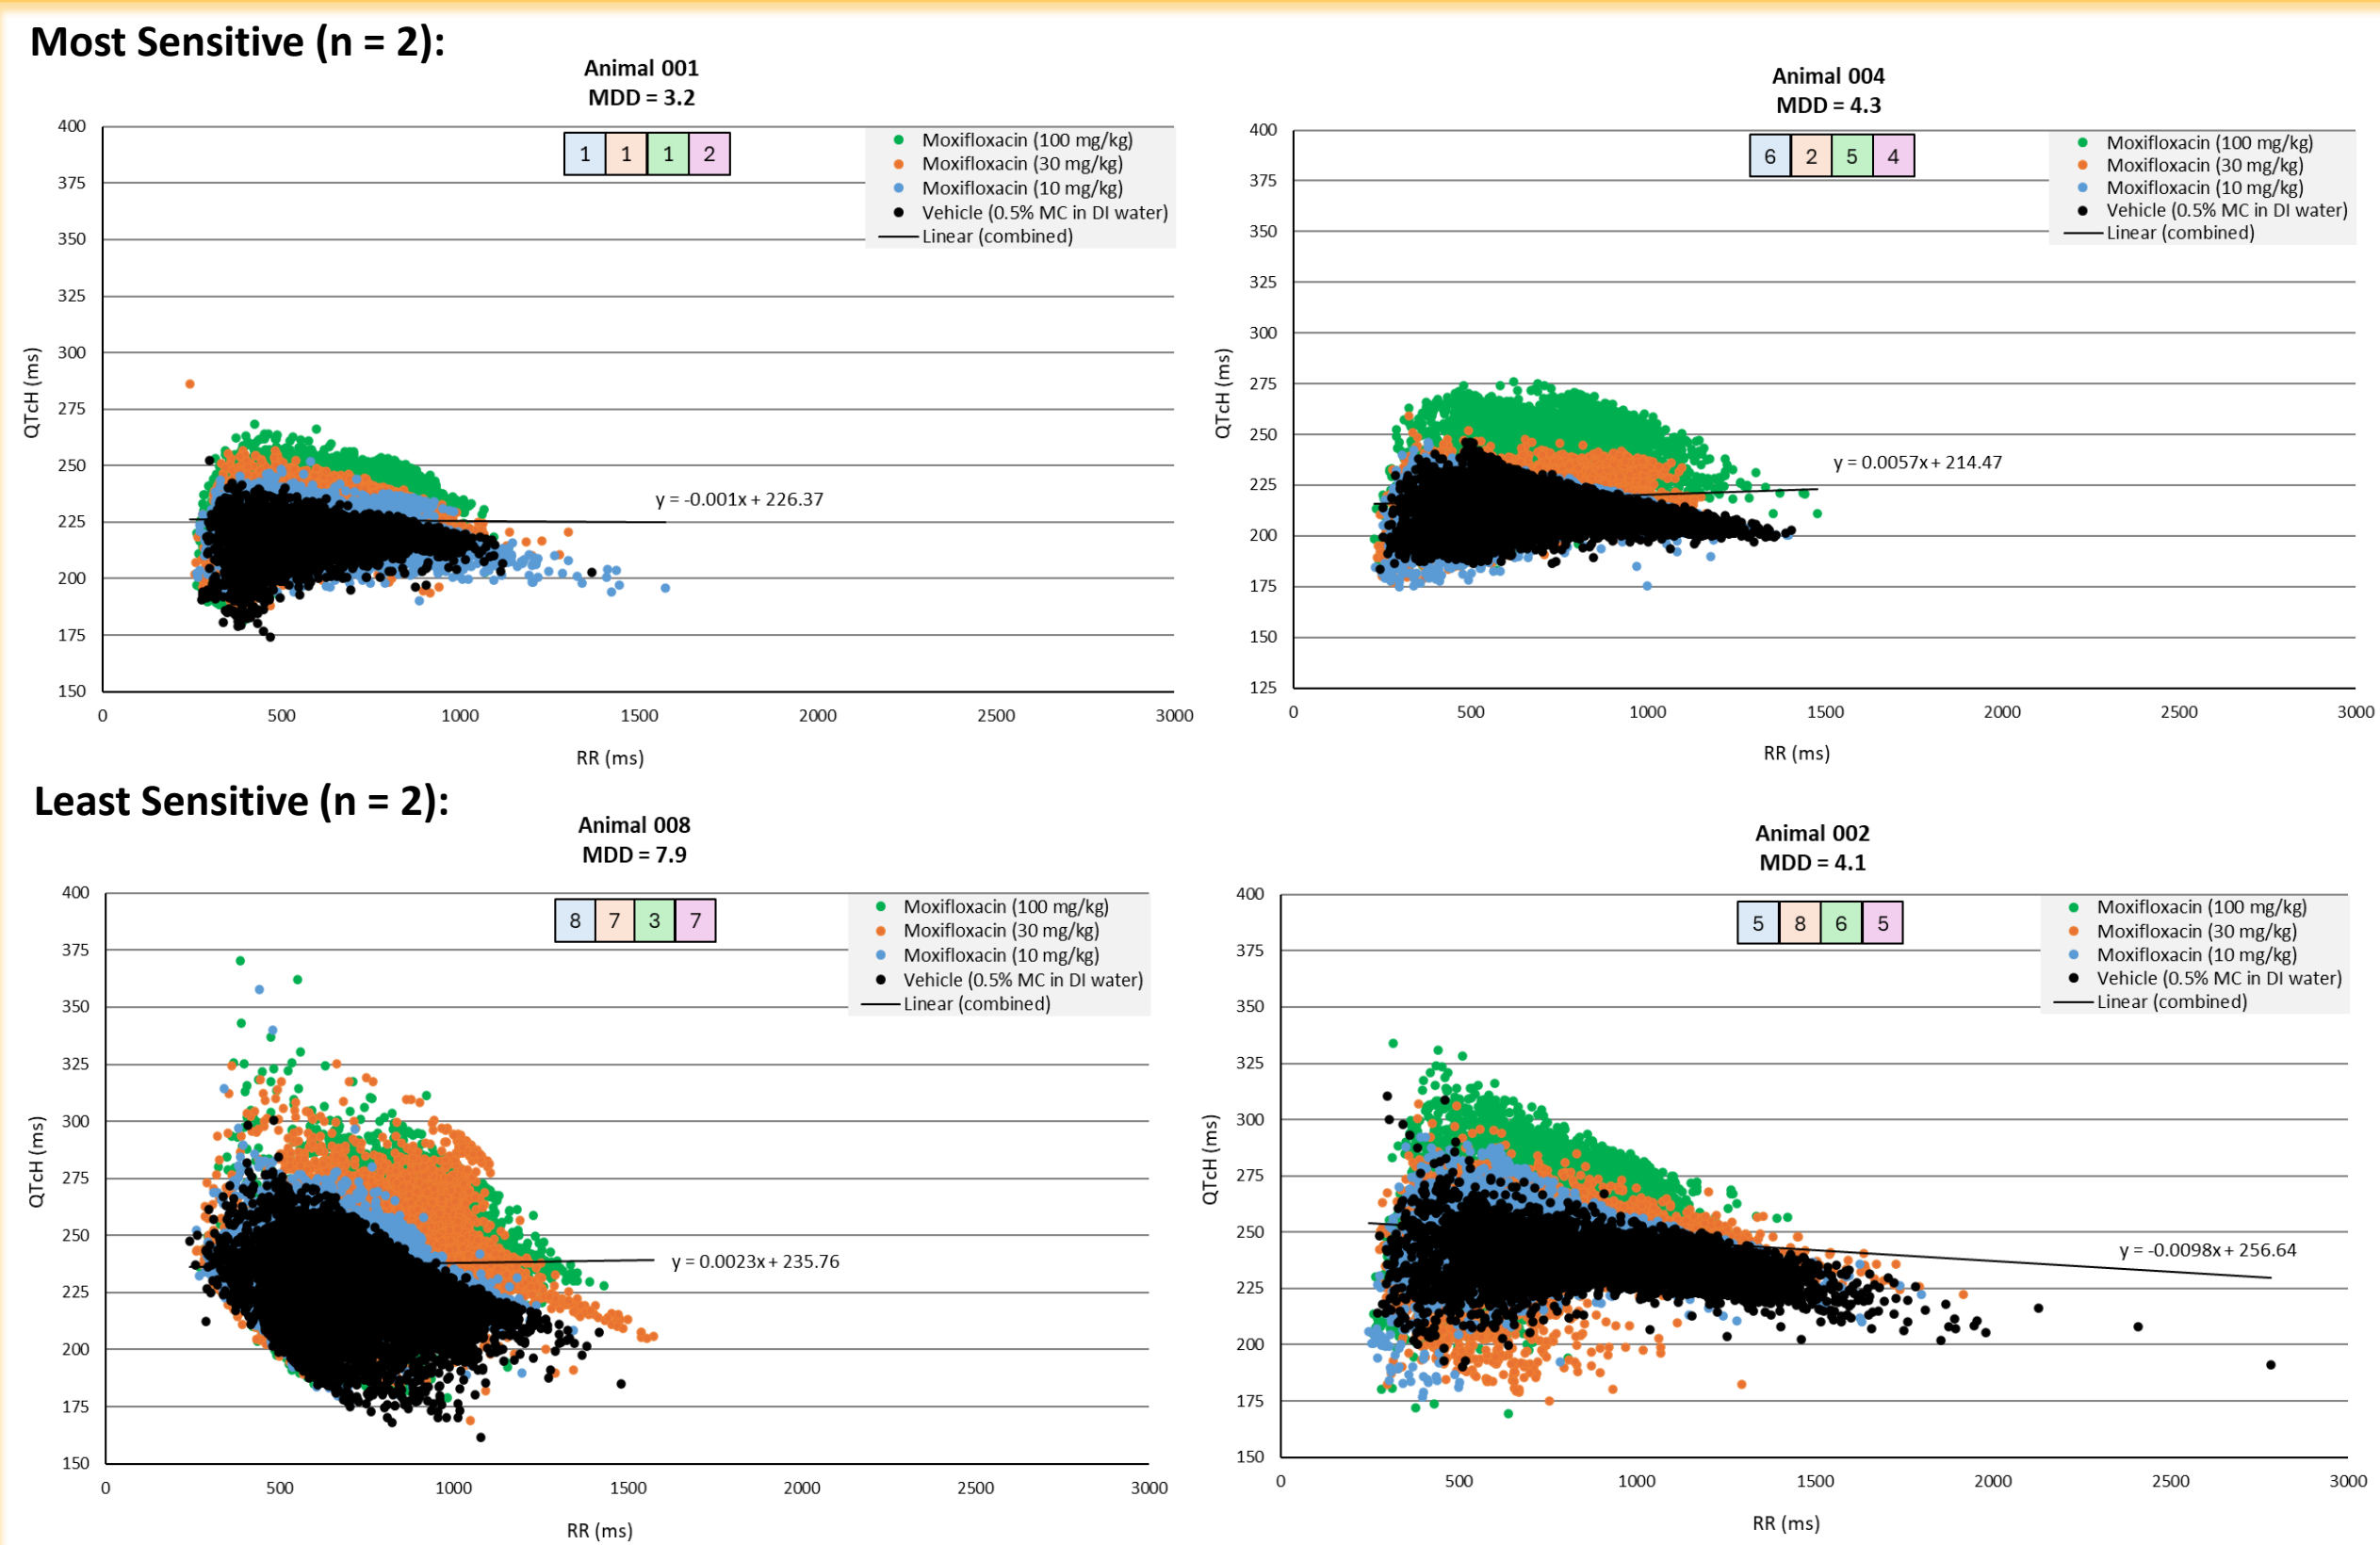 Most Sensitive (n = 2):
Animal 001
MDD = 3.2
1 1 1 2
Moxifloxacin (100 mg/kg)
Moxifloxacin (30 mg/kg)
Moxifloxacin (10 mg/kg)
Vehicle (0.5% MC in DI water)
Linear (combined)
400
375
350
325
300
275
250
225
200
175
150
QTcH (ms)
y = -0.001x + 226.37
0 500 1000 1500 2000 2500 3000
RR (ms)
Animal 004
MDD = 4.3
6 2 5 4
Moxifloxacin (100 mg/kg)
Moxifloxacin (30 mg/kg)
Moxifloxacin (10 mg/kg)
Vehicle (0.5% MC in DI water)
Linear (combined)
400
375
350
325
300
275
250
225
200
175
150
125
QTcH (ms)
y = 0.0057x + 214.47
0 500 1000 1500 2000 2500 3000
RR (ms)
Least Sensitive (n = 2):
Animal 008
MDD = 7.9
8 7 3 7
Moxifloxacin (100 mg/kg)
Moxifloxacin (30 mg/kg)
Moxifloxacin (10 mg/kg)
Vehicle (0.5% MC in DI water)
Linear (combined)
400
375
350
325
300
275
250
225
200
175
150
QTcH (ms)
y = 0.0023x + 235.76
0 500 1000 1500 2000 2500 3000
RR (ms)
Animal 002
MDD = 4.1
5 8 6 5
Moxifloxacin (100 mg/kg)
Moxifloxacin (30 mg/kg)
Moxifloxacin (10 mg/kg)
Vehicle (0.5% MC in DI water)
Linear (combined)
400
375
350
325
300
275
250
225
200
175
150
QTcH (ms)
y = -0.0098x + 256.64
0 500 1000 1500 2000 2500 3000
RR (ms)